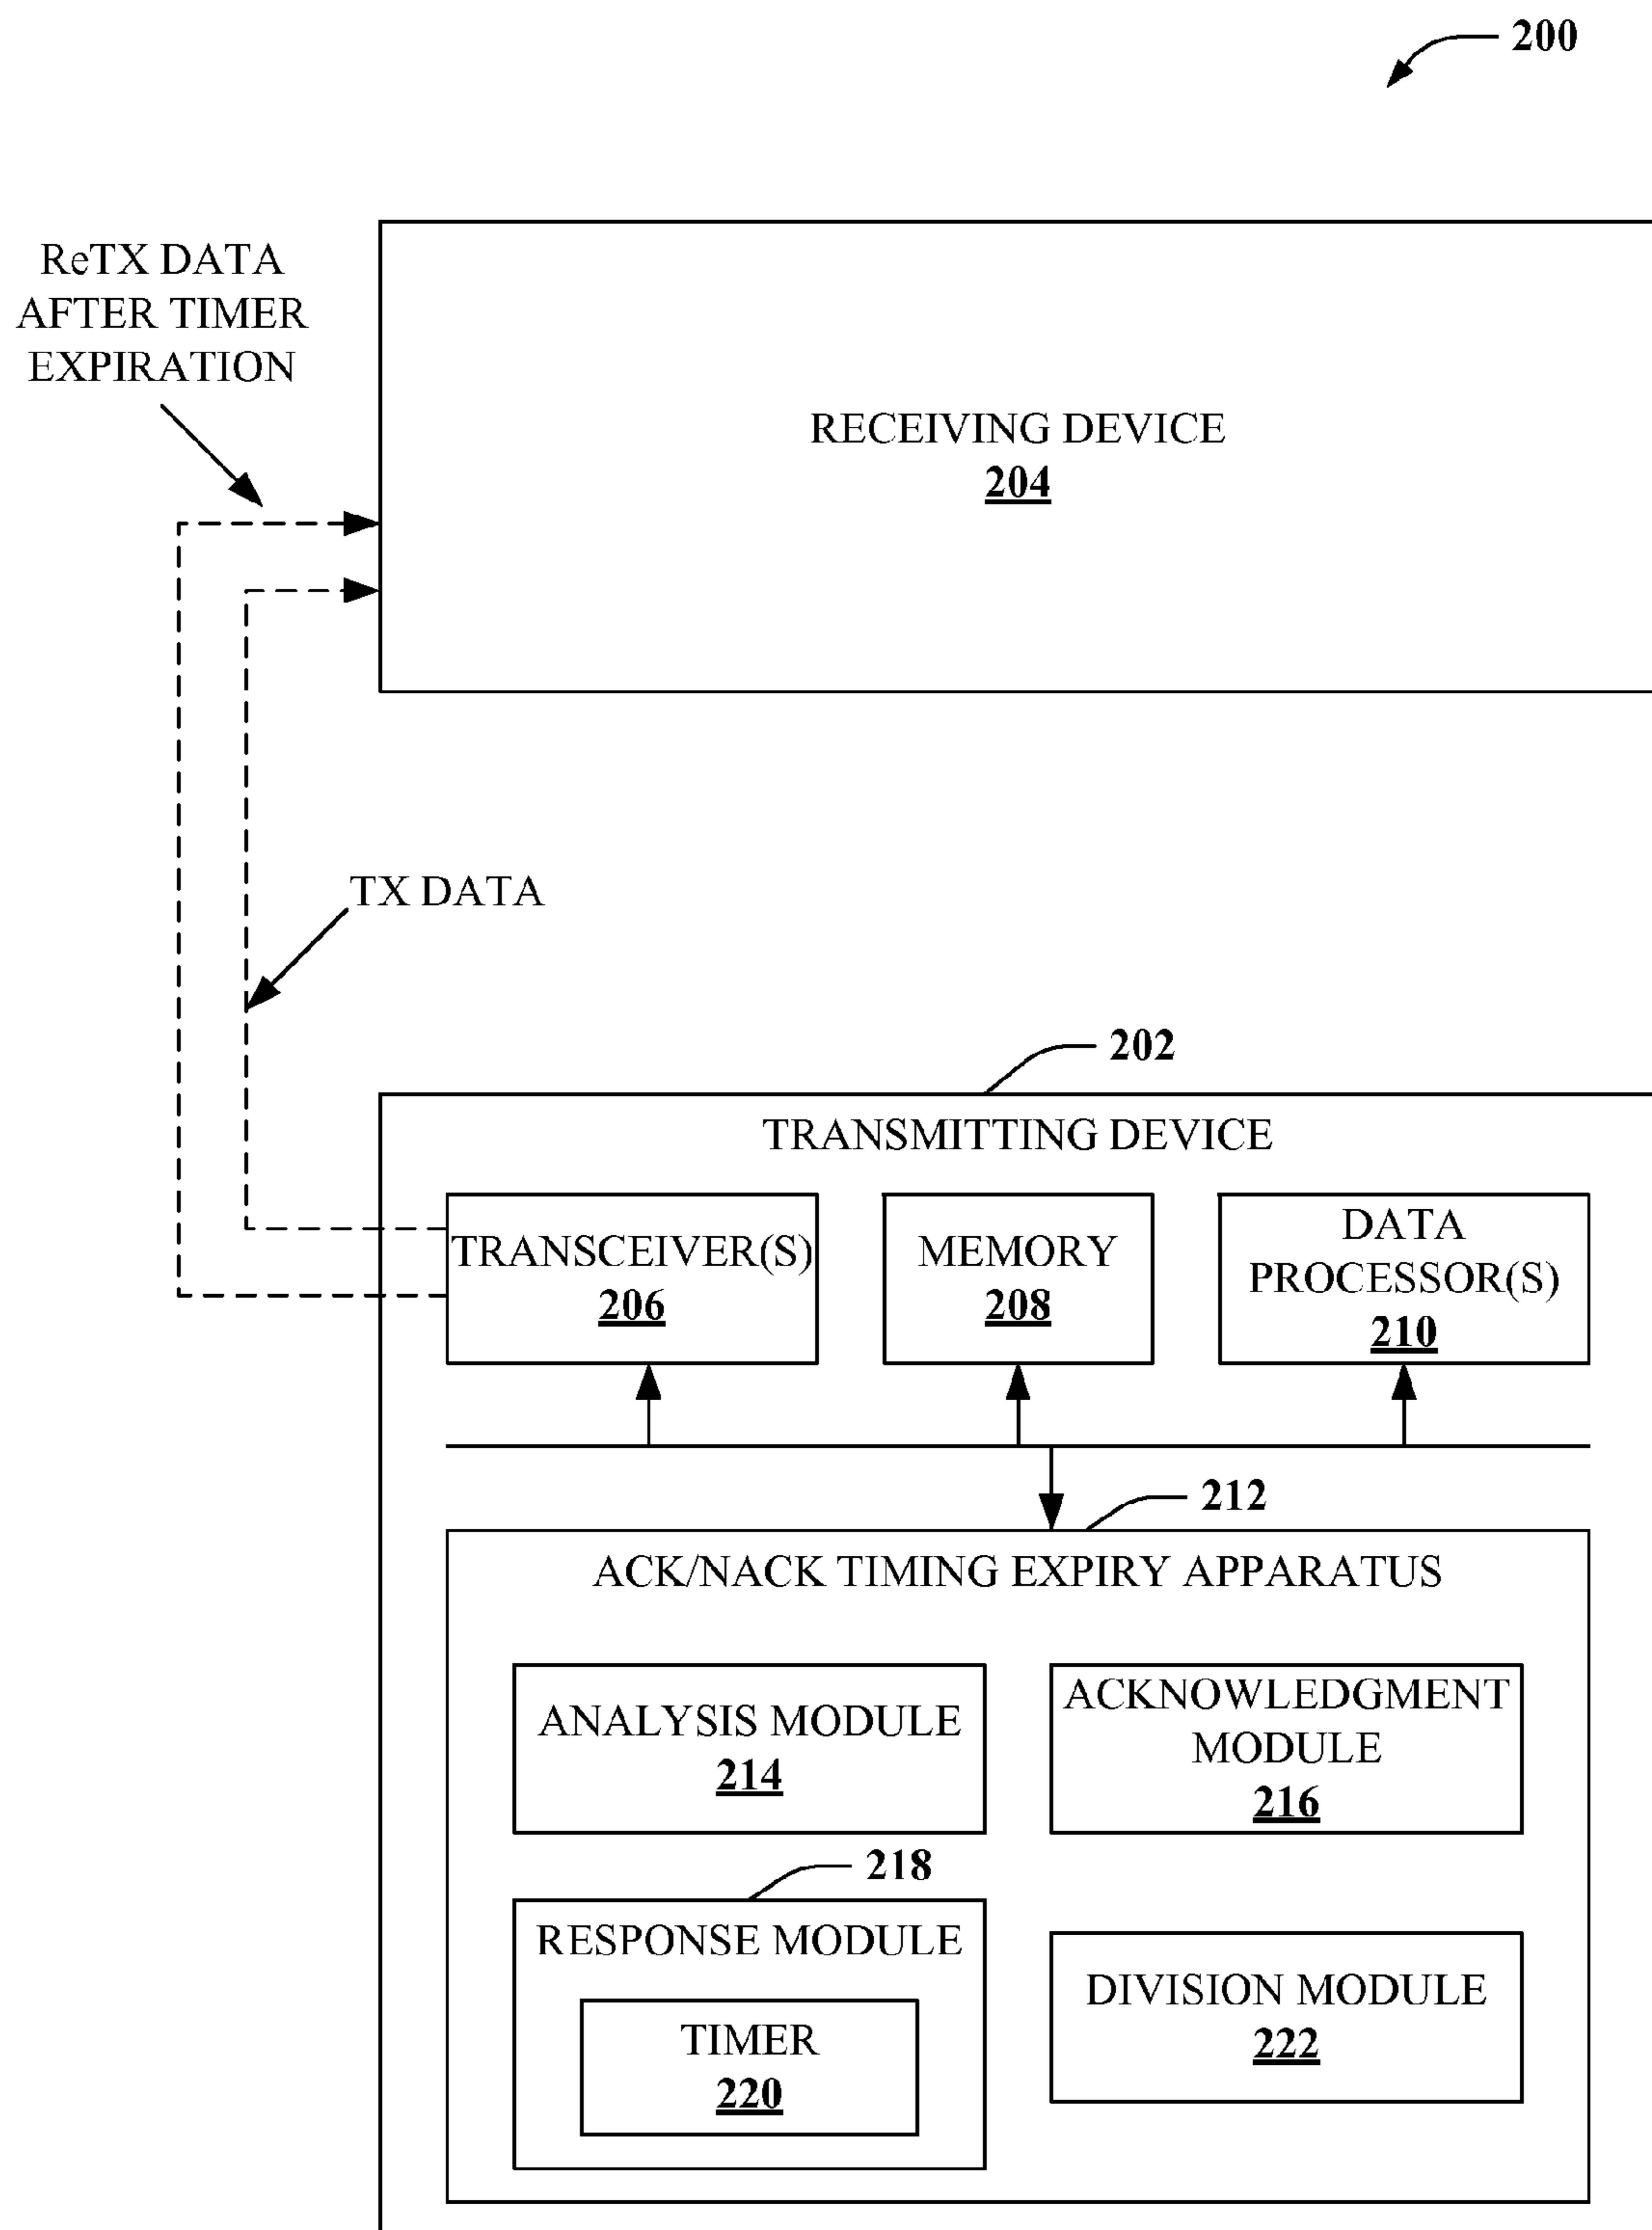 200
ReTX DATA
AFTER TIMER
EXPIRATION
RECEIVING DEVICE
204
TX DATA
202
TRANSMITTING DEVICE
TRANSCEIVER(S)
206
MEMORY
208
DATA
PROCESSOR(S)
210
212
ACK/NACK TIMING EXPIRY APPARATUS
ANALYSIS MODULE
214
ACKNOWLEDGMENT
MODULE
216
218
RESPONSE MODULE
TIMER
220
DIVISION MODULE
222